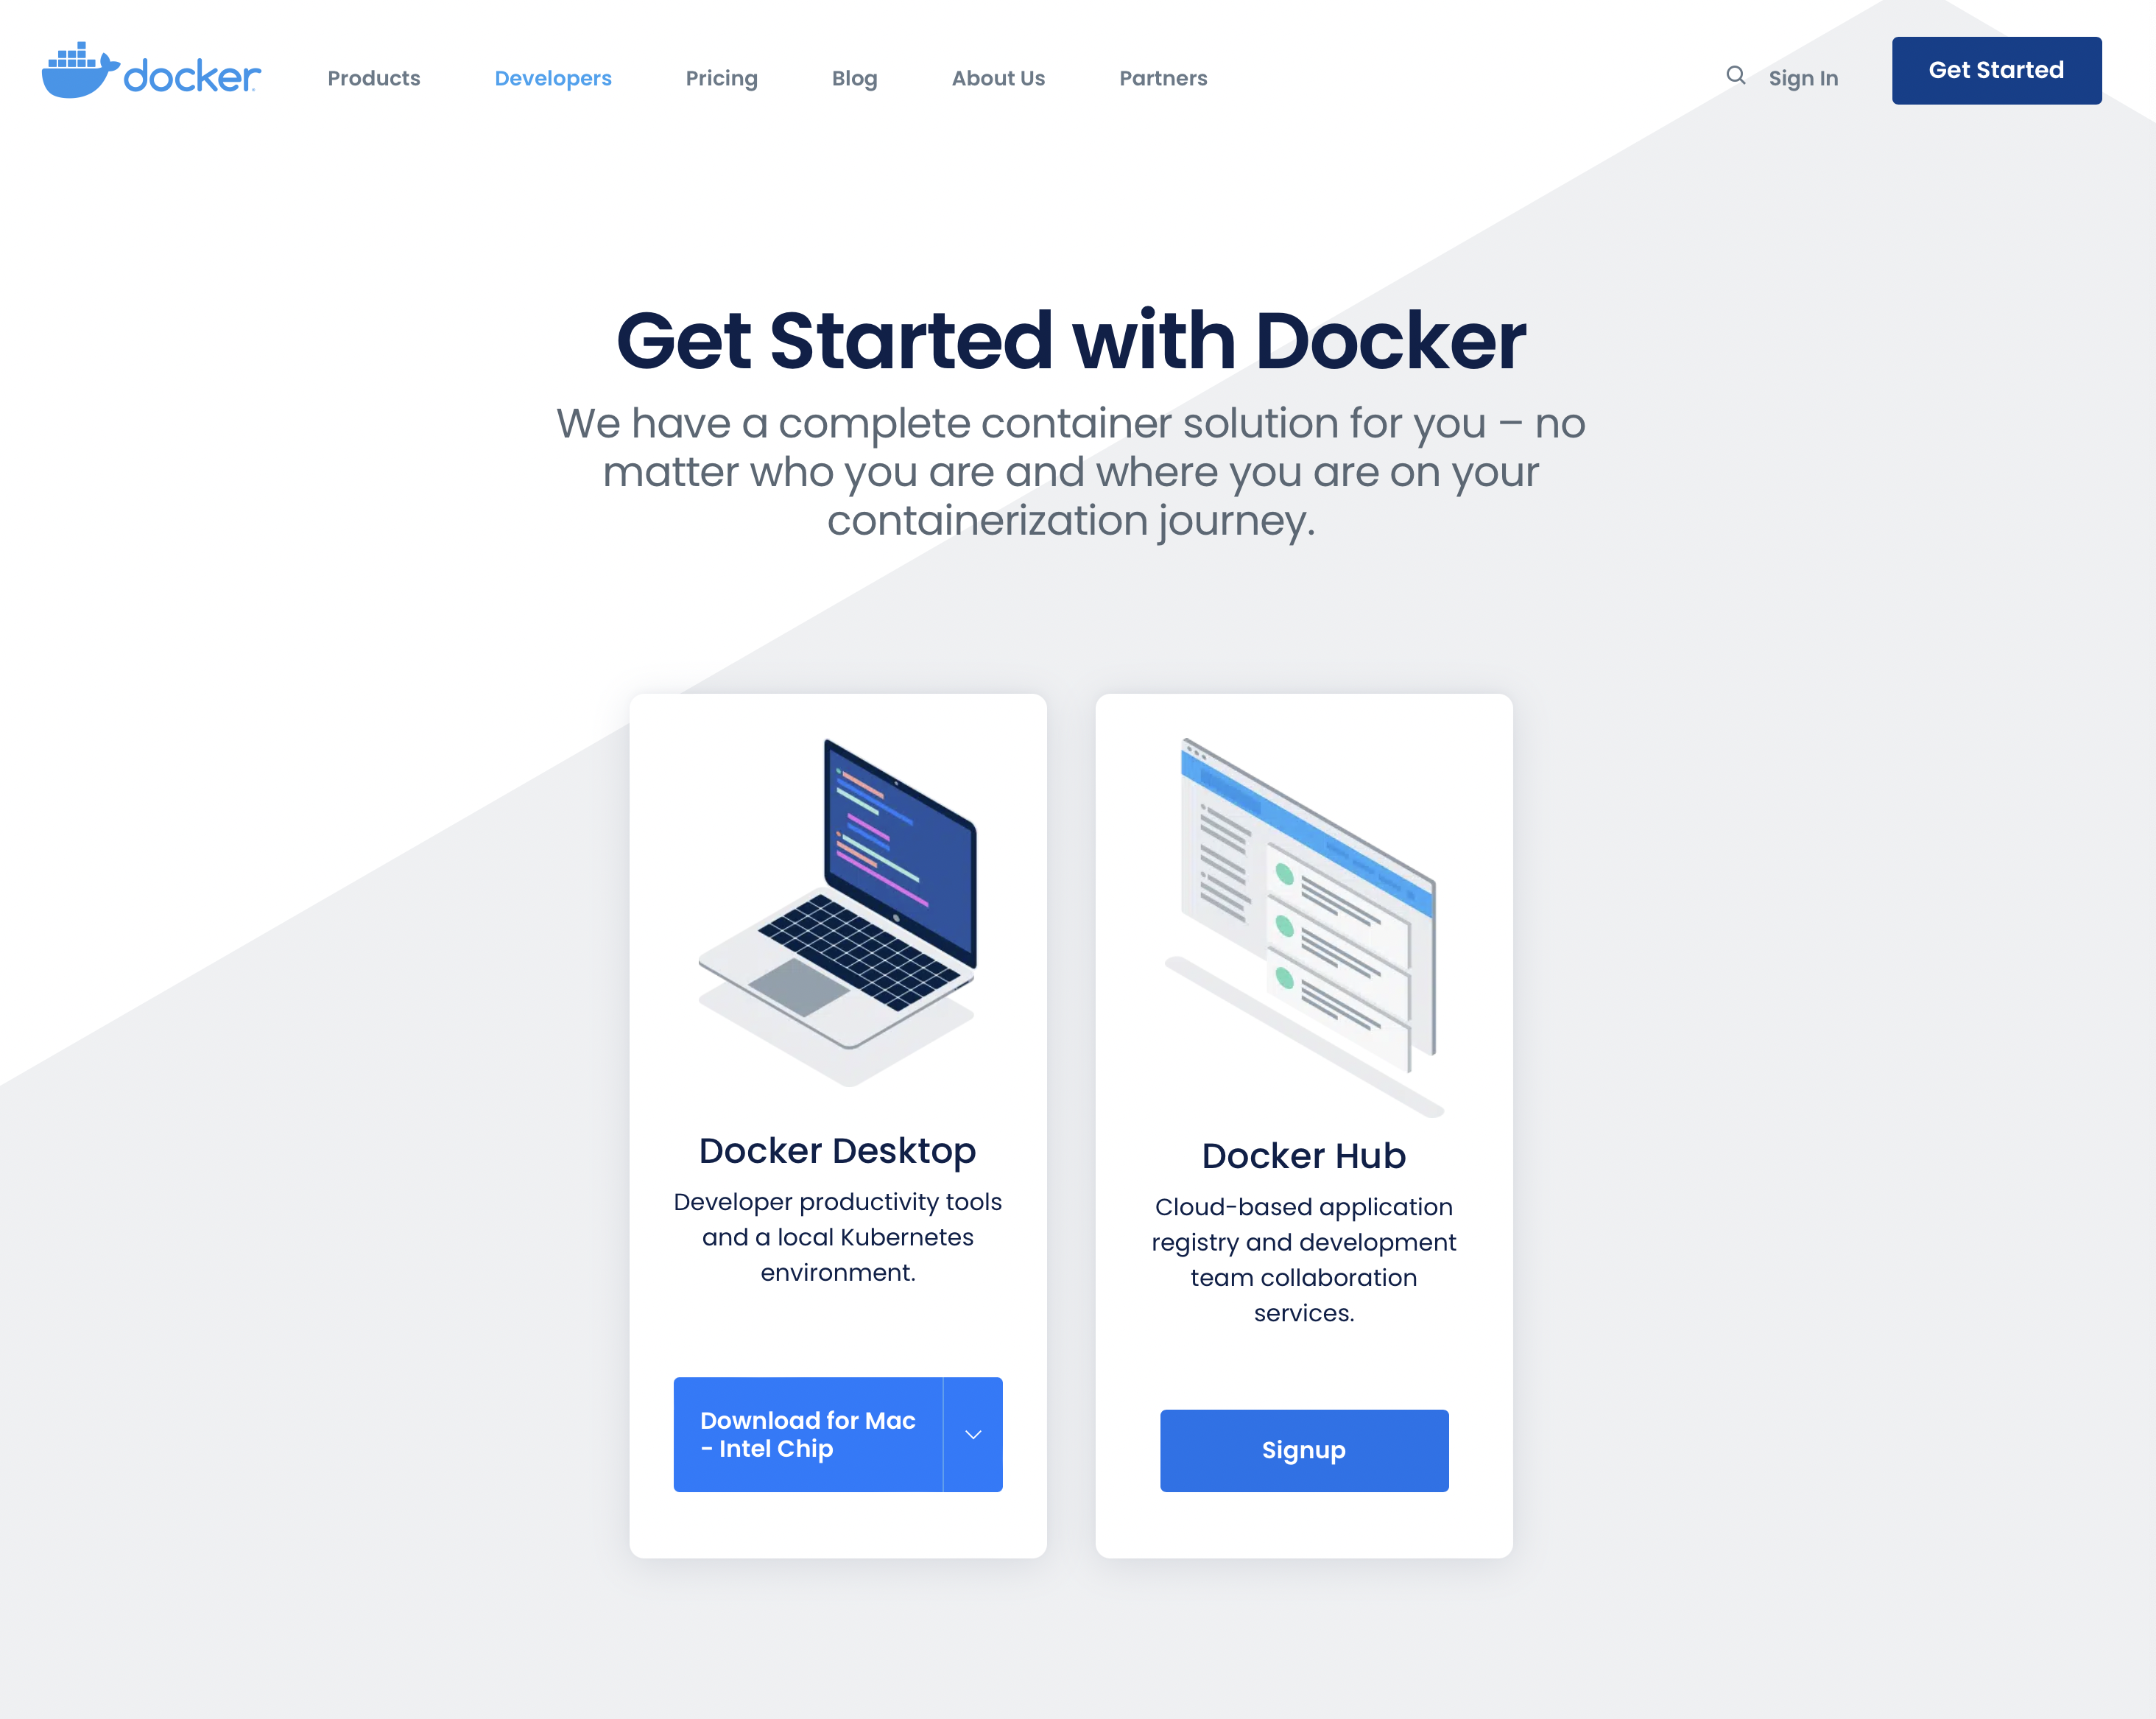 docker
Products
Developers
Pricing
Blog
About Us
Partners
Sign In
Get Started
Get Started with Docker
We have a complete container solution for you – no
matter who you are and where you are on your
containerization journey.
Docker Desktop
Developer productivity tools
and a local Kubernetes
environment.
Download for Mac
- Intel Chip
Docker Hub
Cloud-based application
registry and development
team collaboration
services.
Signup